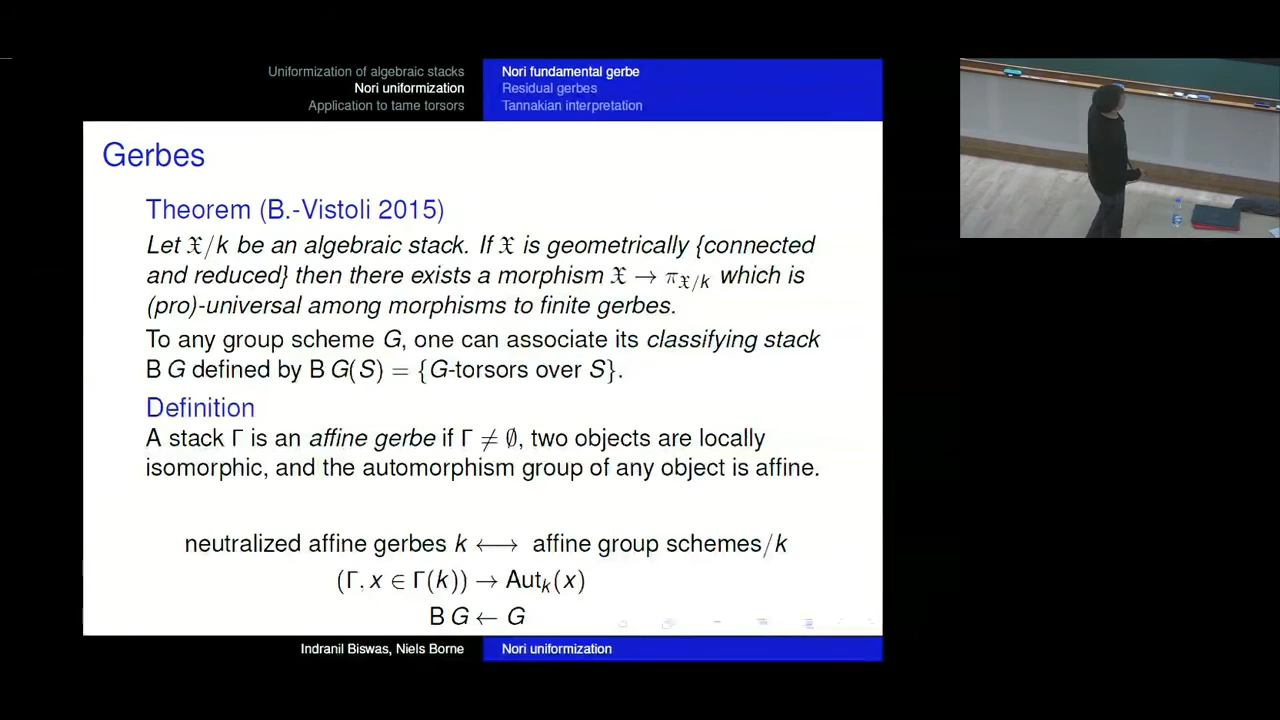 Uniformization of algebraic stacks
Nori uniformization
Application to tame torsors
Nori fundamental gerbe
Residual gerbes
Tannakian interpretation
Gerbes
Theorem (B.-Vistoli 2015)
Let 𝔛/k be an algebraic stack. If 𝔛 is geometrically {connected
and reduced} then there exists a morphism 𝔛 → π_{𝔛/k} which is
(pro)-universal among morphisms to finite gerbes.
To any group scheme G, one can associate its classifying stack
B G defined by B G(S) = {G-torsors over S}.
Definition
A stack Γ is an affine gerbe if Γ ≠ ∅, two objects are locally
isomorphic, and the automorphism group of any object is affine.
neutralized affine gerbes k ⟷ affine group schemes/k
(Γ, x ∈ Γ(k)) → Aut_k(x)
B G ← G
Indranil Biswas, Niels Borne
Nori uniformization